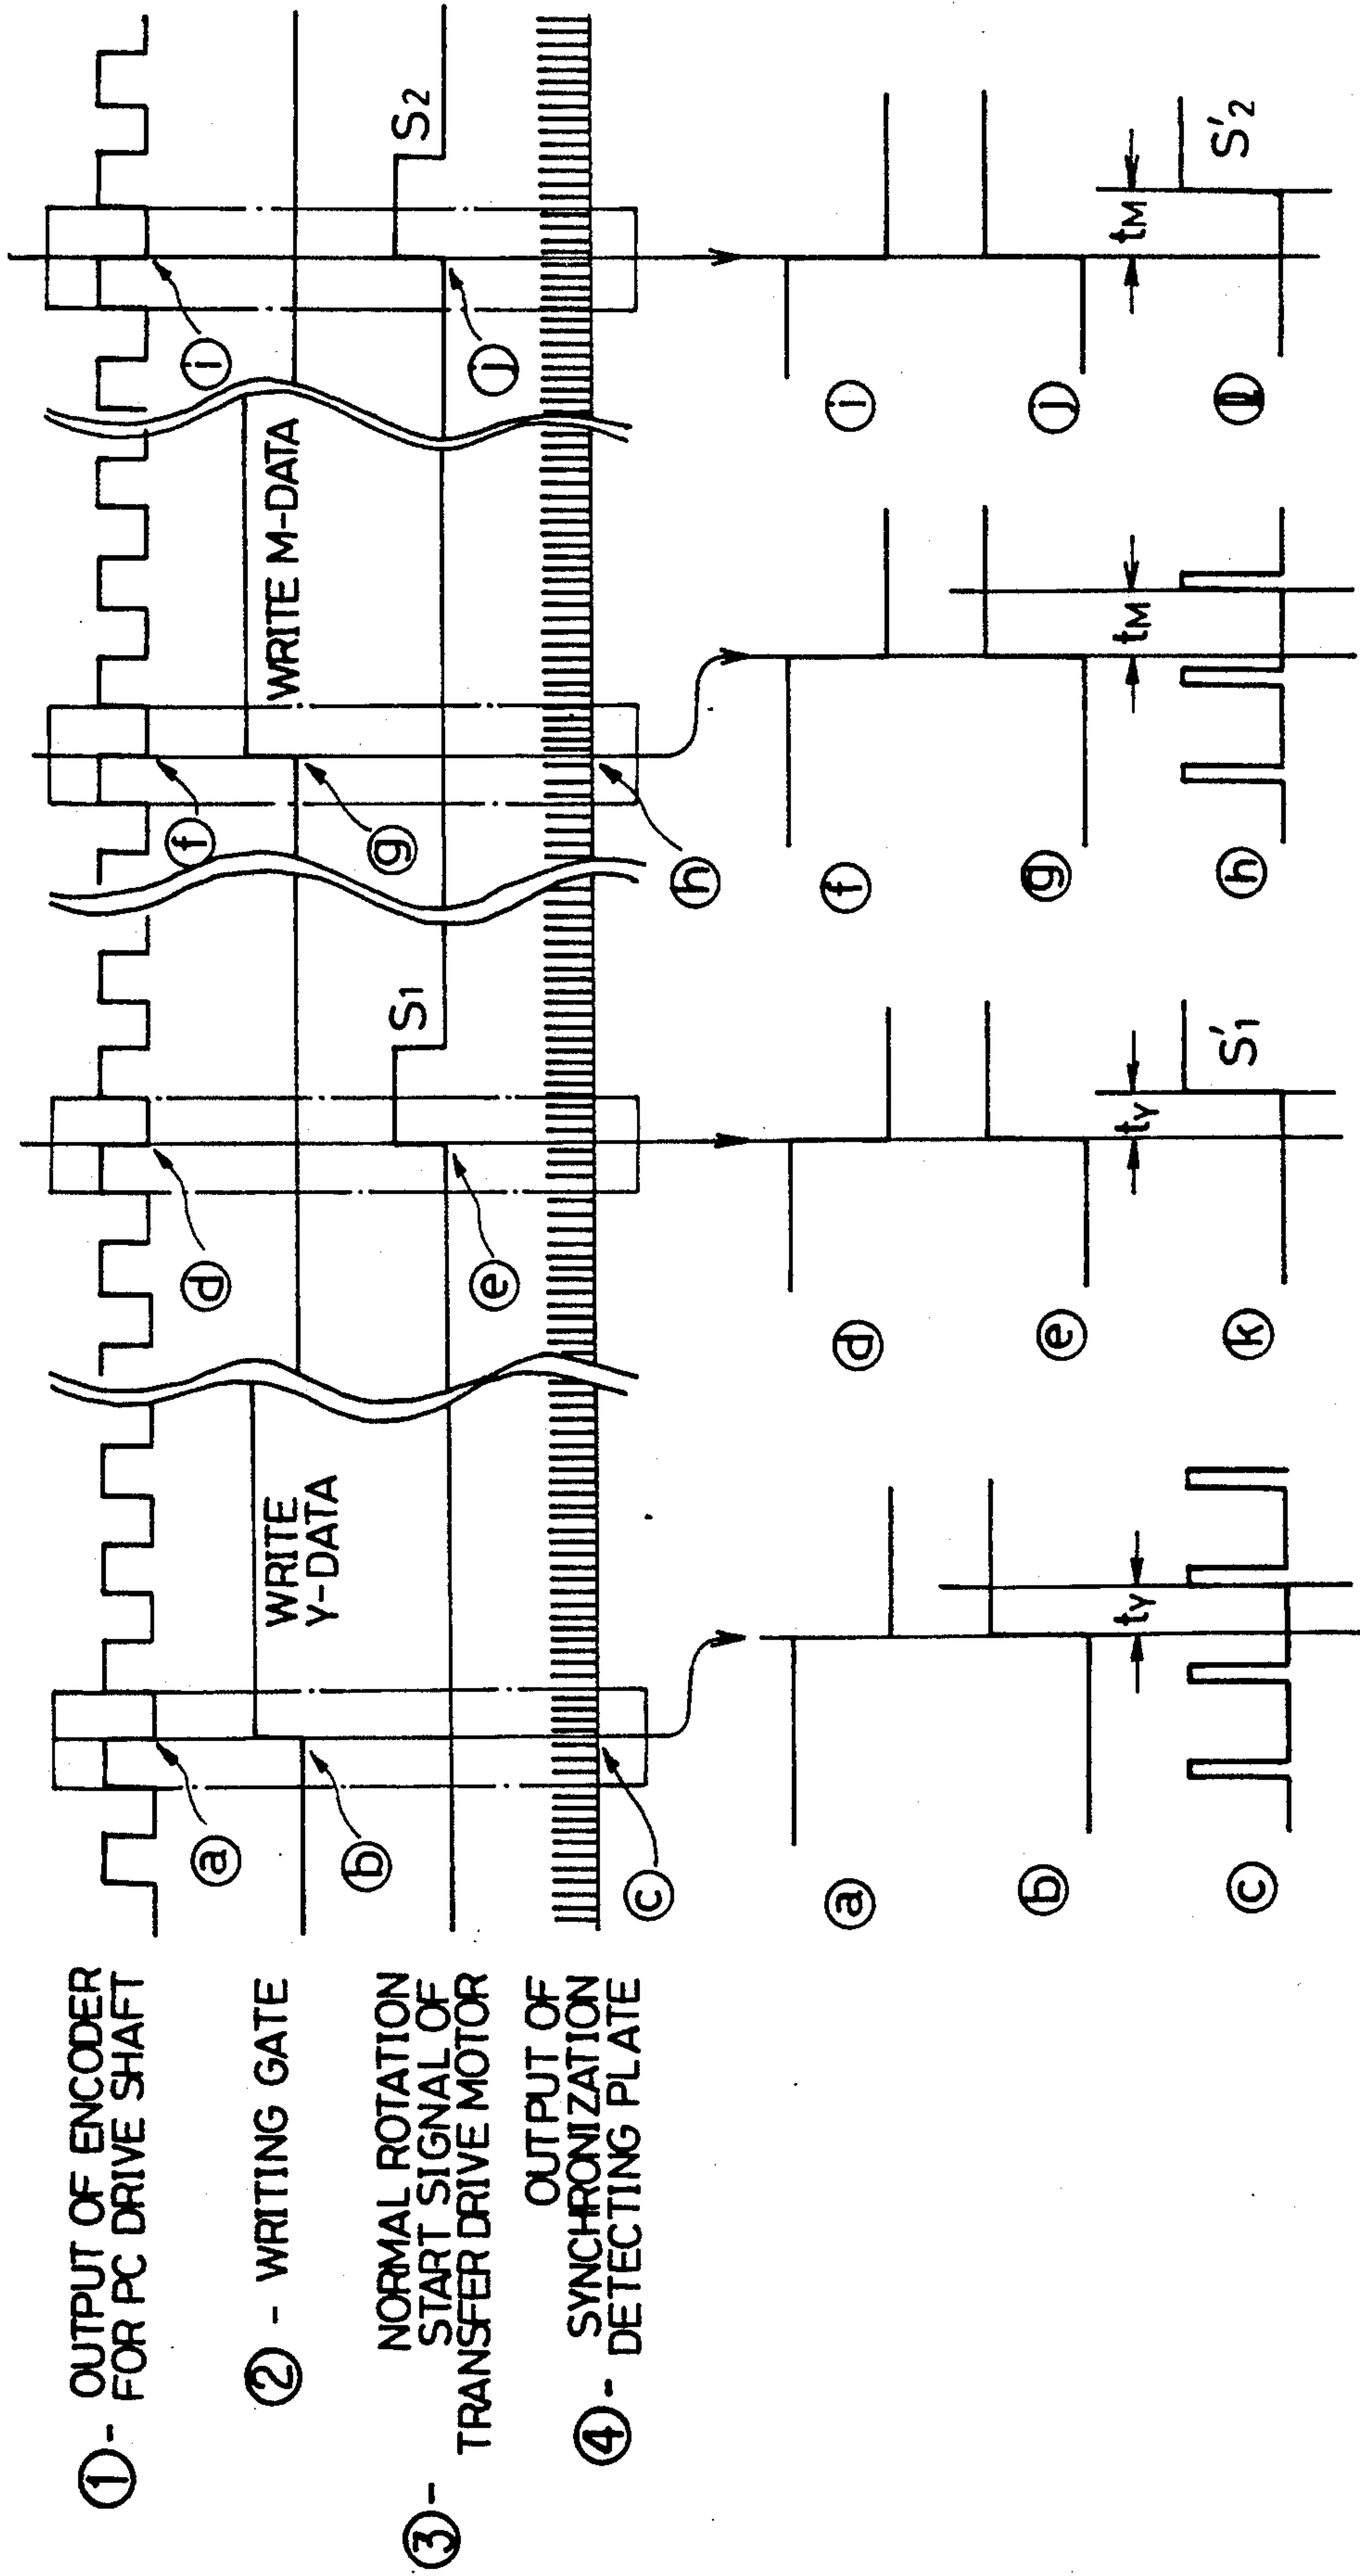 ① - OUTPUT OF ENCODER
FOR PC DRIVE SHAFT
② - WRITING GATE
③ - NORMAL ROTATION
START SIGNAL OF
TRANSFER DRIVE MOTOR
④ - OUTPUT OF
SYNCHRONIZATION
DETECTING PLATE
ⓐ
ⓓ
ⓕ
ⓘ
WRITE
Y-DATA
WRITE M-DATA
ⓑ
ⓖ
S1
S2
ⓔ
ⓙ
ⓒ
ⓗ
ⓐ
ⓓ
ⓕ
ⓘ
ⓑ
ⓔ
ⓖ
ⓙ
tY
tY
tM
tM
ⓒ
ⓚ
S'1
ⓗ
ⓛ
S'2